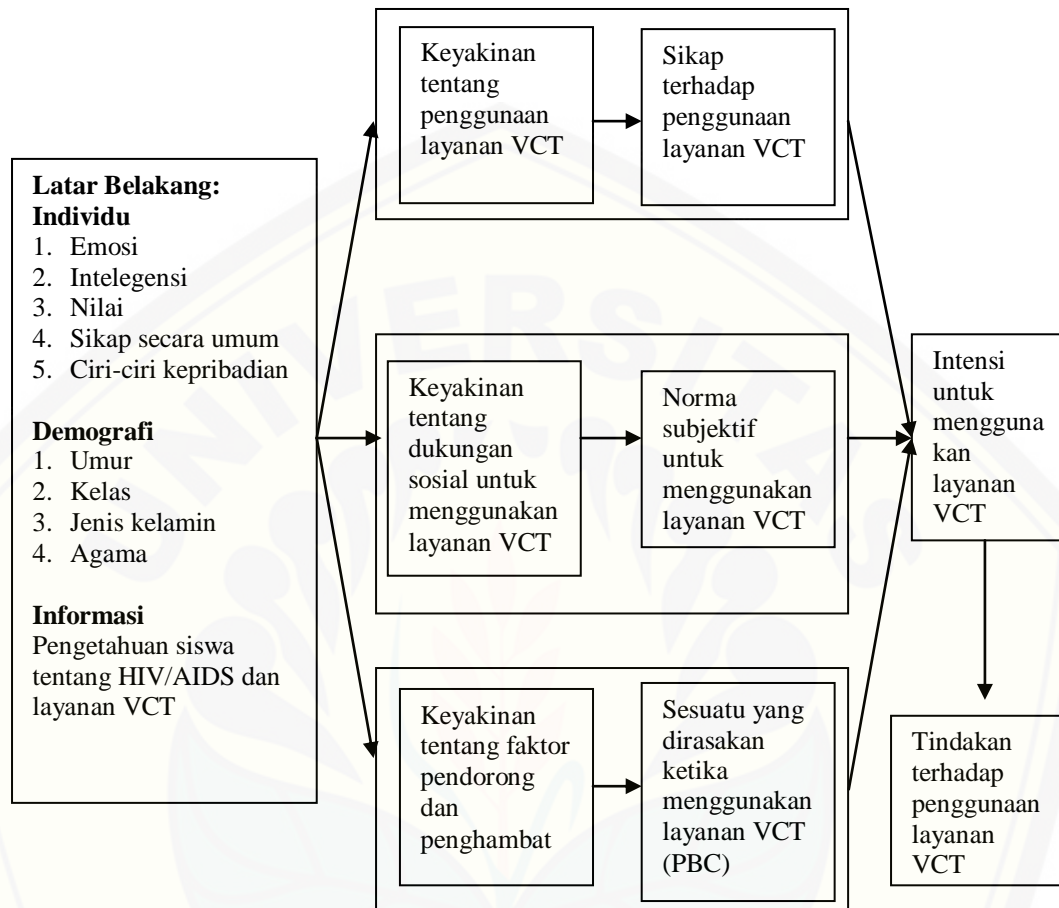 Latar Belakang:
Individu
1. Emosi
2. Intelegensi
3. Nilai
4. Sikap secara umum
5. Ciri-ciri kepribadian
Demografi
1. Umur
2. Kelas
3. Jenis kelamin
4. Agama
Informasi
Pengetahuan siswa
tentang HIV/AIDS dan
layanan VCT
Keyakinan
tentang
penggunaan
layanan VCT
Sikap
terhadap
penggunaan
layanan VCT
Keyakinan
tentang
dukungan
sosial untuk
menggunakan
layanan VCT
Norma
subjektif
untuk
menggunakan
layanan VCT
Keyakinan
tentang faktor
pendorong
dan
penghambat
Sesuatu yang
dirasakan
ketika
menggunakan
layanan VCT
(PBC)
Intensi
untuk
mengguna
kan
layanan
VCT
Tindakan
terhadap
penggunaan
layanan
VCT
UNIVERSITAS